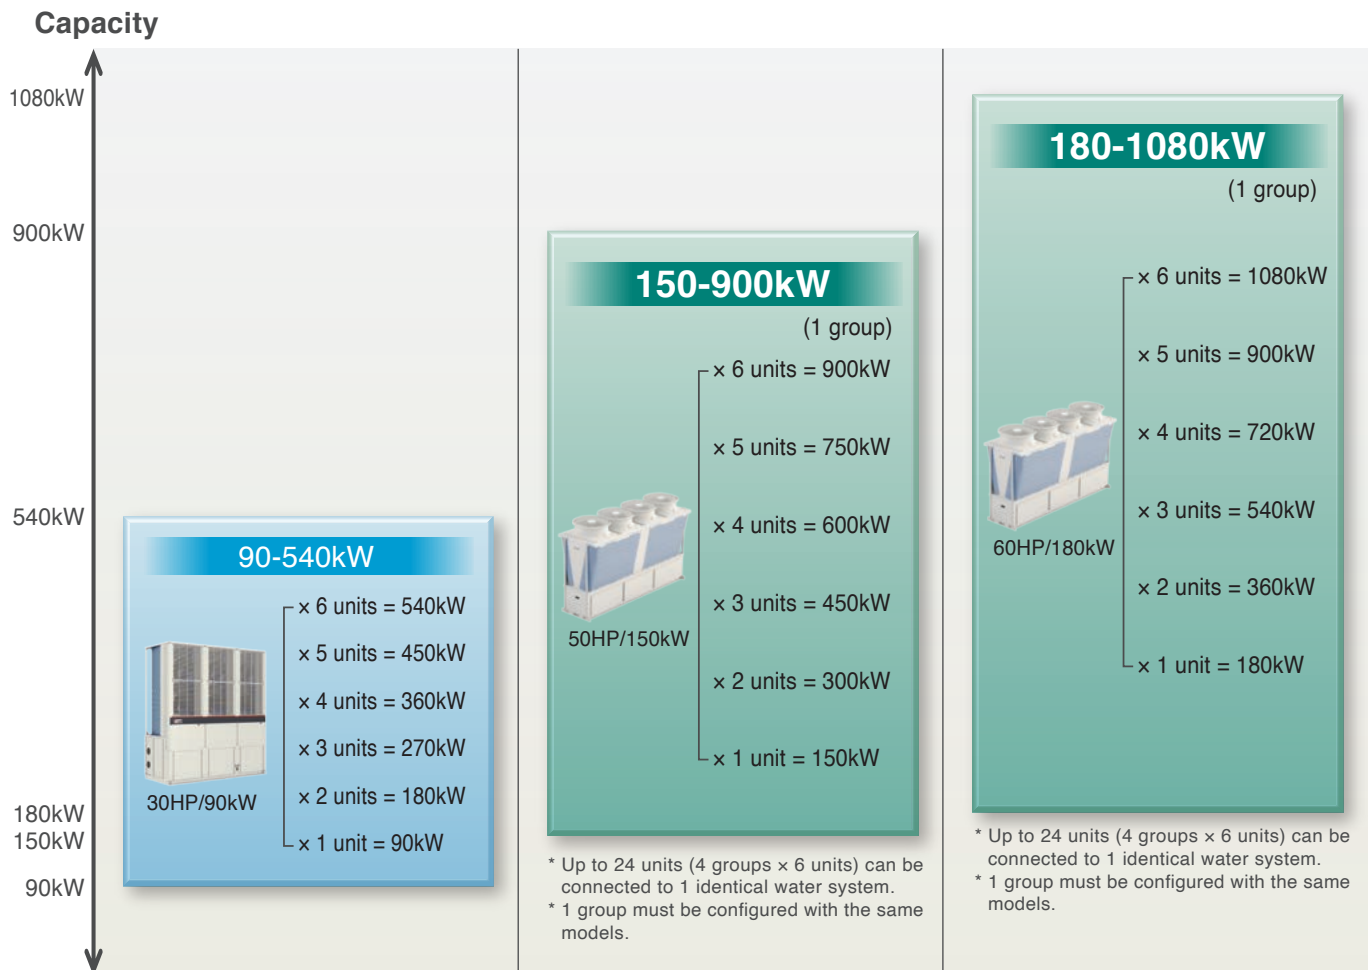 Capacity
1080kW
900kW
540kW
180kW
150kW
90kW
90-540kW
× 6 units = 540kW
× 5 units = 450kW
× 4 units = 360kW
× 3 units = 270kW
× 2 units = 180kW
× 1 unit = 90kW
30HP/90kW
150-900kW
(1 group)
× 6 units = 900kW
× 5 units = 750kW
× 4 units = 600kW
× 3 units = 450kW
× 2 units = 300kW
× 1 unit = 150kW
50HP/150kW
* Up to 24 units (4 groups × 6 units) can be
connected to 1 identical water system.
* 1 group must be configured with the same
models.
180-1080kW
(1 group)
× 6 units = 1080kW
× 5 units = 900kW
× 4 units = 720kW
× 3 units = 540kW
× 2 units = 360kW
× 1 unit = 180kW
60HP/180kW
* Up to 24 units (4 groups × 6 units) can be
connected to 1 identical water system.
* 1 group must be configured with the same
models.